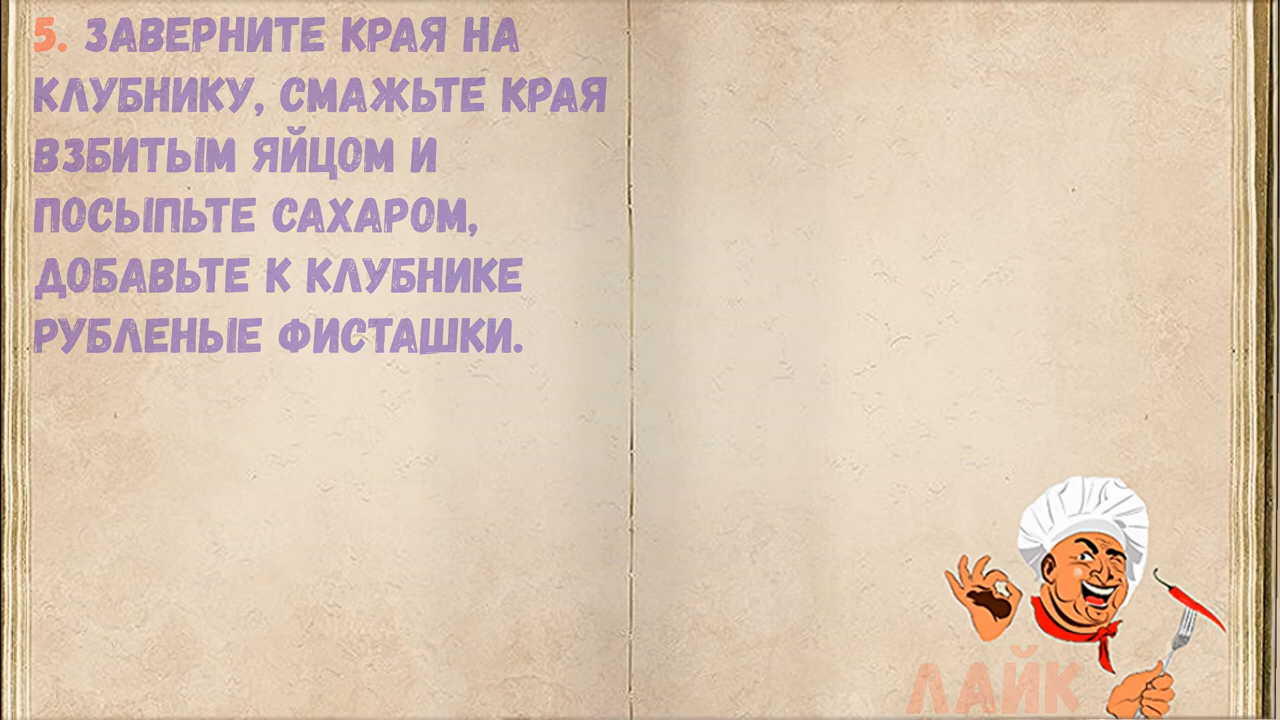 5. ЗАВЕРНИТЕ КРАЯ НА
КЛУБНИКУ, СМАЖЬТЕ КРАЯ
ВЗБИТЫМ ЯЙЦОМ И
ПОСЫПЬТЕ САХАРОМ,
ДОБАВЬТЕ К КЛУБНИКЕ
РУБЛЕНЫЕ ФИСТАШКИ.
ЛАЙК